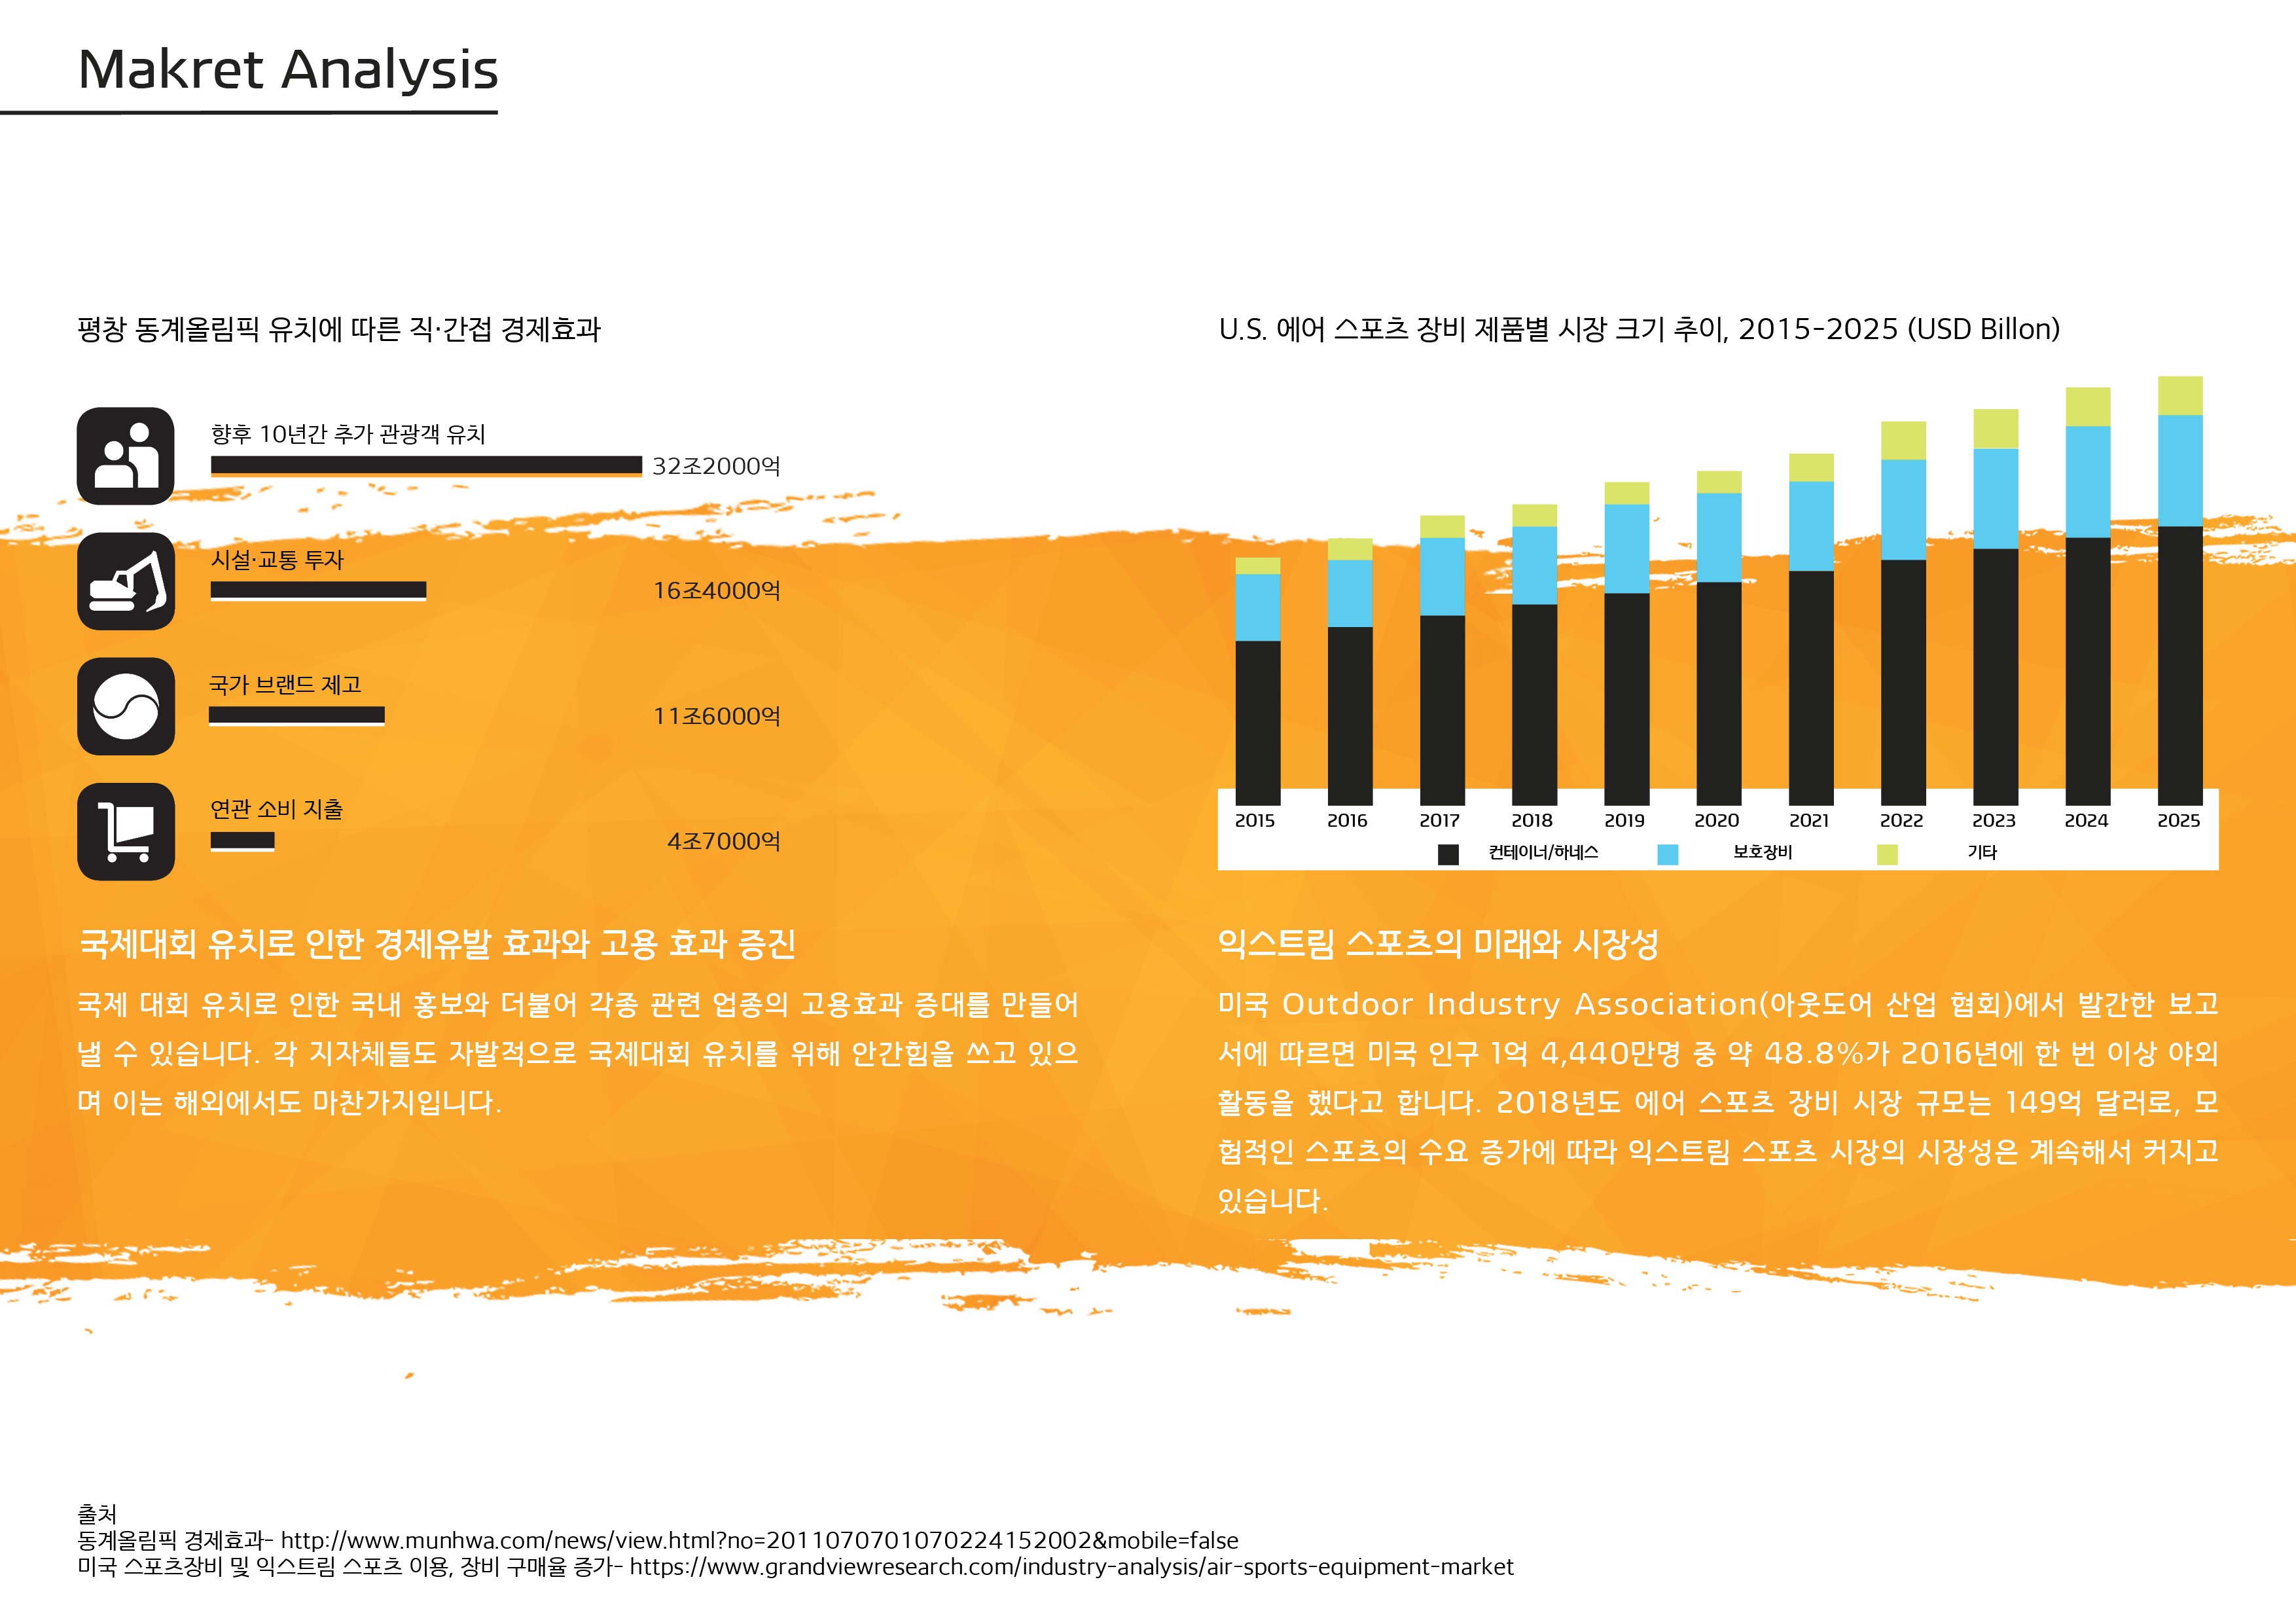 Makret Analysis
평창 동계올림픽 유치에 따른 직·간접 경제효과
향후 10년간 추가 관광객 유치
32조2000억
시설·교통 투자
16조4000억
국가 브랜드 제고
11조6000억
연관 소비 지출
4조7000억
국제대회 유치로 인한 경제유발 효과와 고용 효과 증진
국제 대회 유치로 인한 국내 홍보와 더불어 각종 관련 업종의 고용효과 증대를 만들어
낼 수 있습니다. 각 지자체들도 자발적으로 국제대회 유치를 위해 안간힘을 쓰고 있으
며 이는 해외에서도 마찬가지입니다.
U.S. 에어 스포츠 장비 제품별 시장 크기 추이, 2015-2025 (USD Billon)
2015 2016 2017 2018 2019 2020 2021 2022 2023 2024 2025
컨테이너/하네스 보호장비 기타
익스트림 스포츠의 미래와 시장성
미국 Outdoor Industry Association(아웃도어 산업 협회)에서 발간한 보고
서에 따르면 미국 인구 1억 4,440만명 중 약 48.8%가 2016년에 한 번 이상 야외
활동을 했다고 합니다. 2018년도 에어 스포츠 장비 시장 규모는 149억 달러로, 모
험적인 스포츠의 수요 증가에 따라 익스트림 스포츠 시장의 시장성은 계속해서 커지고
있습니다.
출처
동계올림픽 경제효과- http://www.munhwa.com/news/view.html?no=2011070701070224152002&mobile=false
미국 스포츠장비 및 익스트림 스포츠 이용, 장비 구매율 증가- https://www.grandviewresearch.com/industry-analysis/air-sports-equipment-market